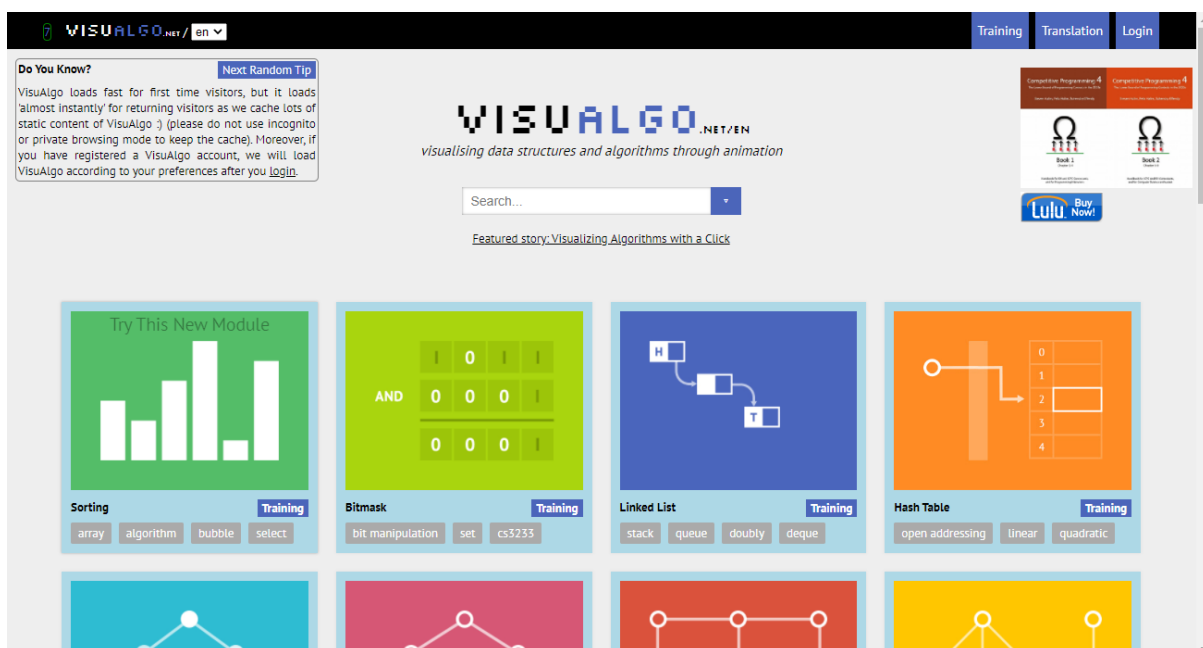 7 VISUALGO.NET/ en
Training Translation Login
Do You Know? Next Random Tip
VisuAlgo loads fast for first time visitors, but it loads
'almost instantly' for returning visitors as we cache lots of
static content of VisuAlgo :) (please do not use incognito
or private browsing mode to keep the cache). Moreover, if
you have registered a VisuAlgo account, we will load
VisuAlgo according to your preferences after you login.
VISUALGO.NET/EN
visualising data structures and algorithms through animation
Search...
Featured story: Visualizing Algorithms with a Click
Competitive Programming 4
Book 1
Competitive Programming 4
Book 2
Lulu Buy Now!
Try This New Module
Sorting Training
array algorithm bubble select
1 0 1 1
AND 0 0 0 1
0 0 0 1
Bitmask Training
bit manipulation set cs3233
H
T
Linked List Training
stack queue doubly deque
0
1
2
3
4
Hash Table Training
open addressing linear quadratic